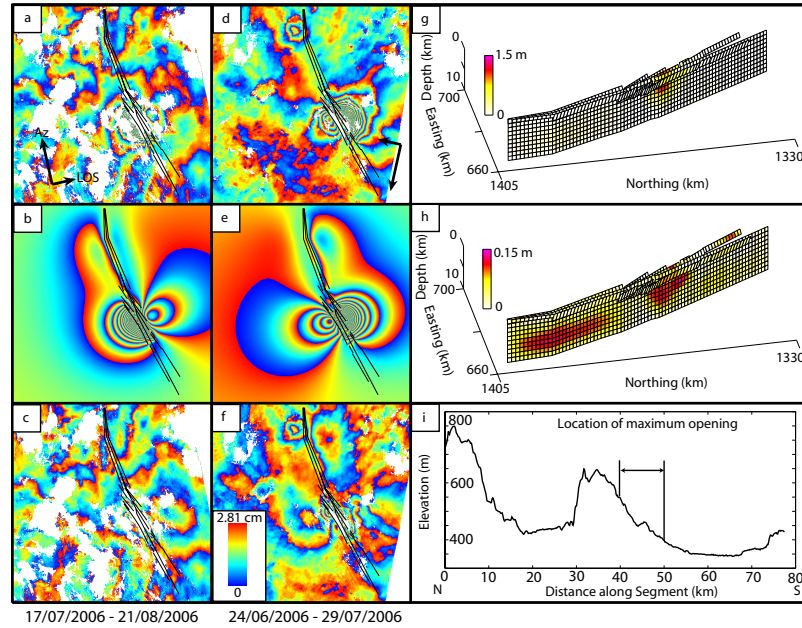 a
Az
LOS
b
c
17/07/2006 - 21/08/2006
d
e
f
2.81 cm
0
24/06/2006 - 29/07/2006
g
1.5 m
0
Depth (km)
0
10
Easting (km)
700
660
1405
Northing (km)
1330
h
0.15 m
0
Depth (km)
0
10
Easting (km)
700
660
1405
Northing (km)
1330
i
Location of maximum opening
Elevation (m)
800
600
400
0 10 20 30 40 50 60 70 80
N Distance along Segment (km) S